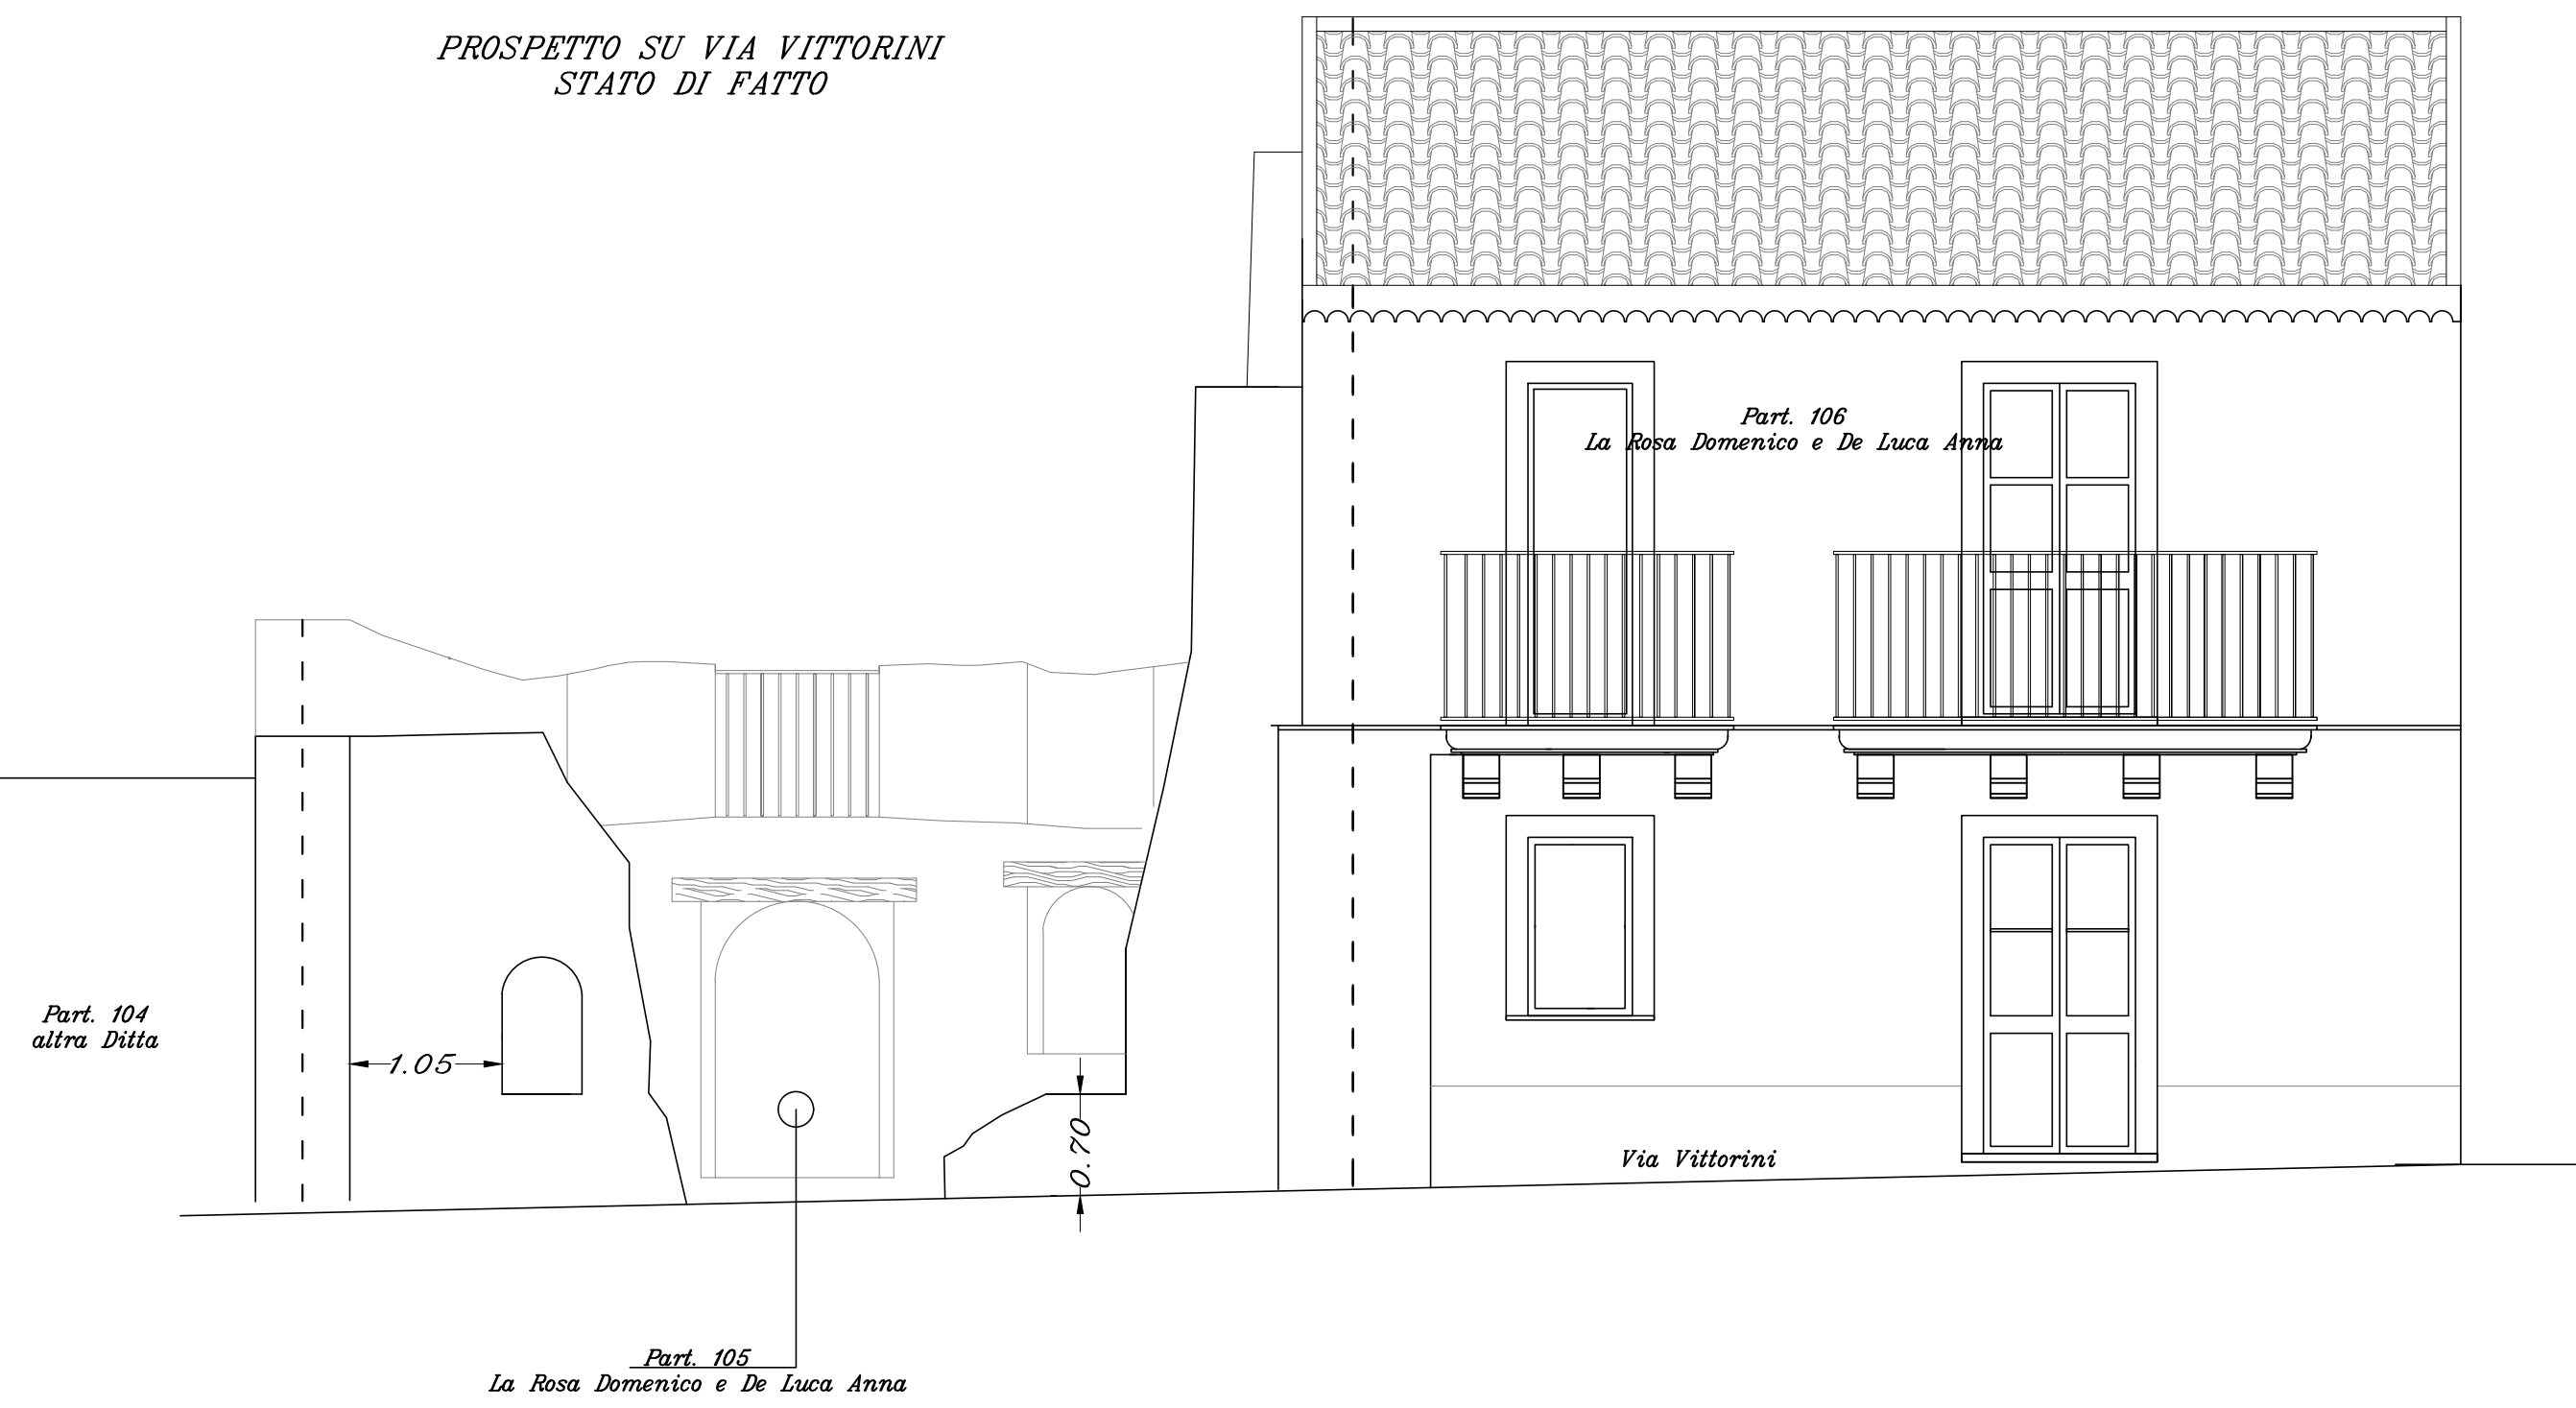 PROSPETTO SU VIA VITTORINI
STATO DI FATTO
Part. 106
La Rosa Domenico e De Luca Anna
Part. 104
altra Ditta
1.05
0.70
Via Vittorini
Part. 105
La Rosa Domenico e De Luca Anna